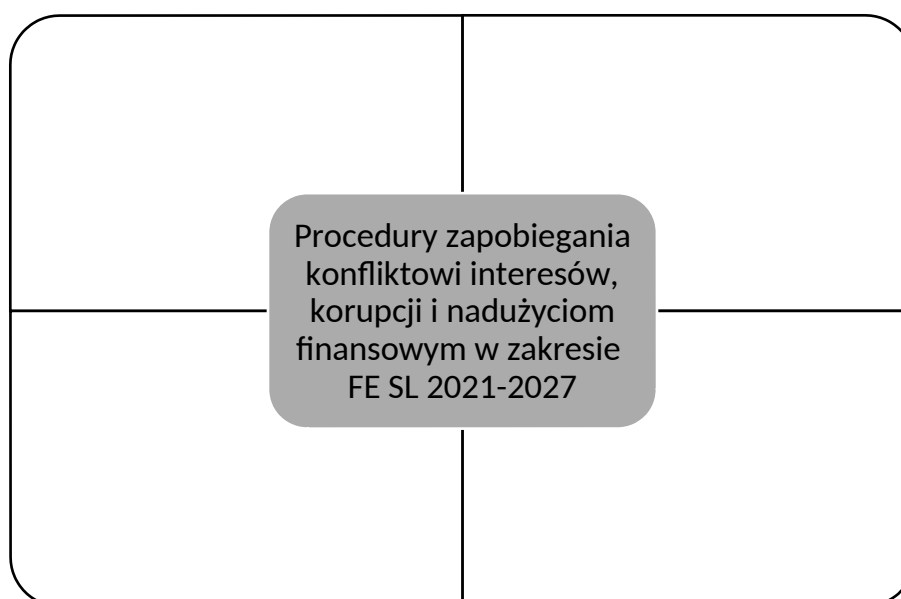 Procedury zapobiegania
konfliktowi interesów,
korupcji i nadużyciom
finansowym w zakresie
FE SL 2021-2027